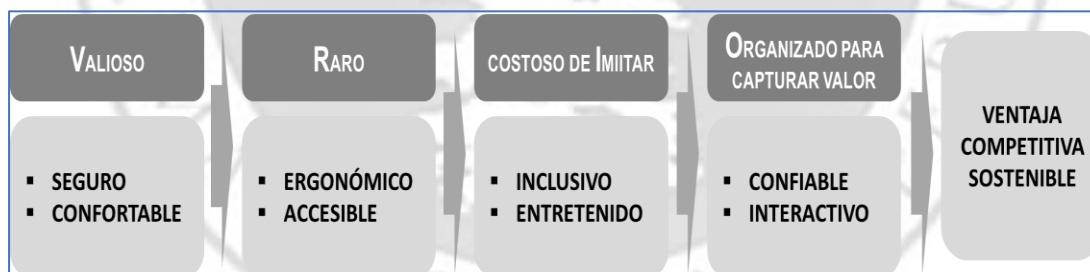 VALIOSO
RARO
COSTOSO DE IMIITAR
ORGANIZADO PARA
CAPTURAR VALOR
▪ SEGURO
▪ CONFORTABLE
▪ ERGONÓMICO
▪ ACCESIBLE
▪ INCLUSIVO
▪ ENTRETENIDO
▪ CONFIABLE
▪ INTERACTIVO
VENTAJA
COMPETITIVA
SOSTENIBLE